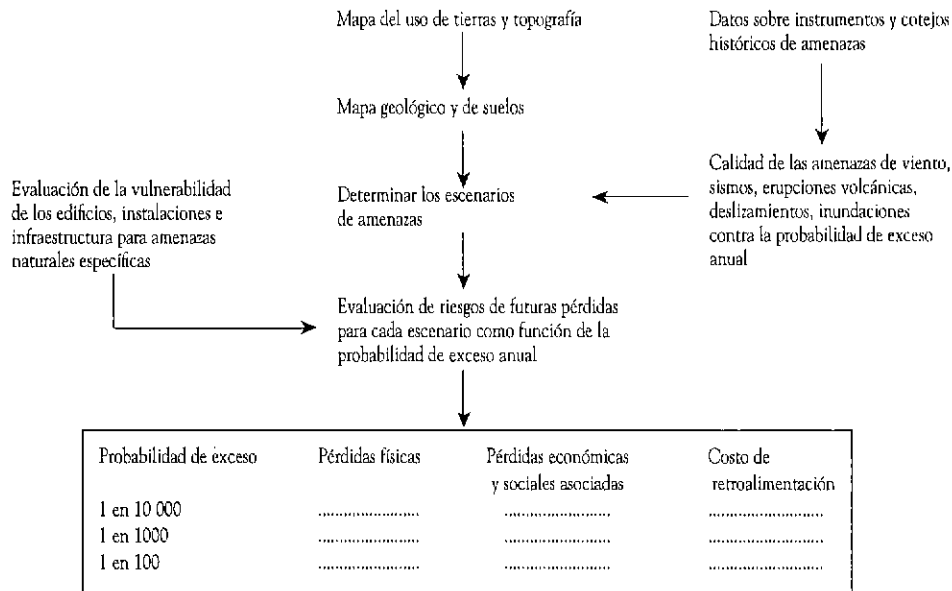 Mapa del uso de tierras y topografía
Datos sobre instrumentos y cotejos
históricos de amenazas
Mapa geológico y de suelos
Evaluación de la vulnerabilidad
de los edificios, instalaciones e
infraestructura para amenazas
naturales específicas
Determinar los escenarios
de amenazas
Calidad de las amenazas de viento,
sismos, erupciones volcánicas,
deslizamientos, inundaciones
contra la probabilidad de exceso
anual
Evaluación de riesgos de futuras pérdidas
para cada escenario como función de la
probabilidad de exceso anual
Probabilidad de exceso
Pérdidas físicas
Pérdidas económicas
y sociales asociadas
Costo de
retroalimentación
1 en 10 000 ........................ ......................... ..........................
1 en 1000 ........................ ......................... ..........................
1 en 100 ........................ ......................... ..........................